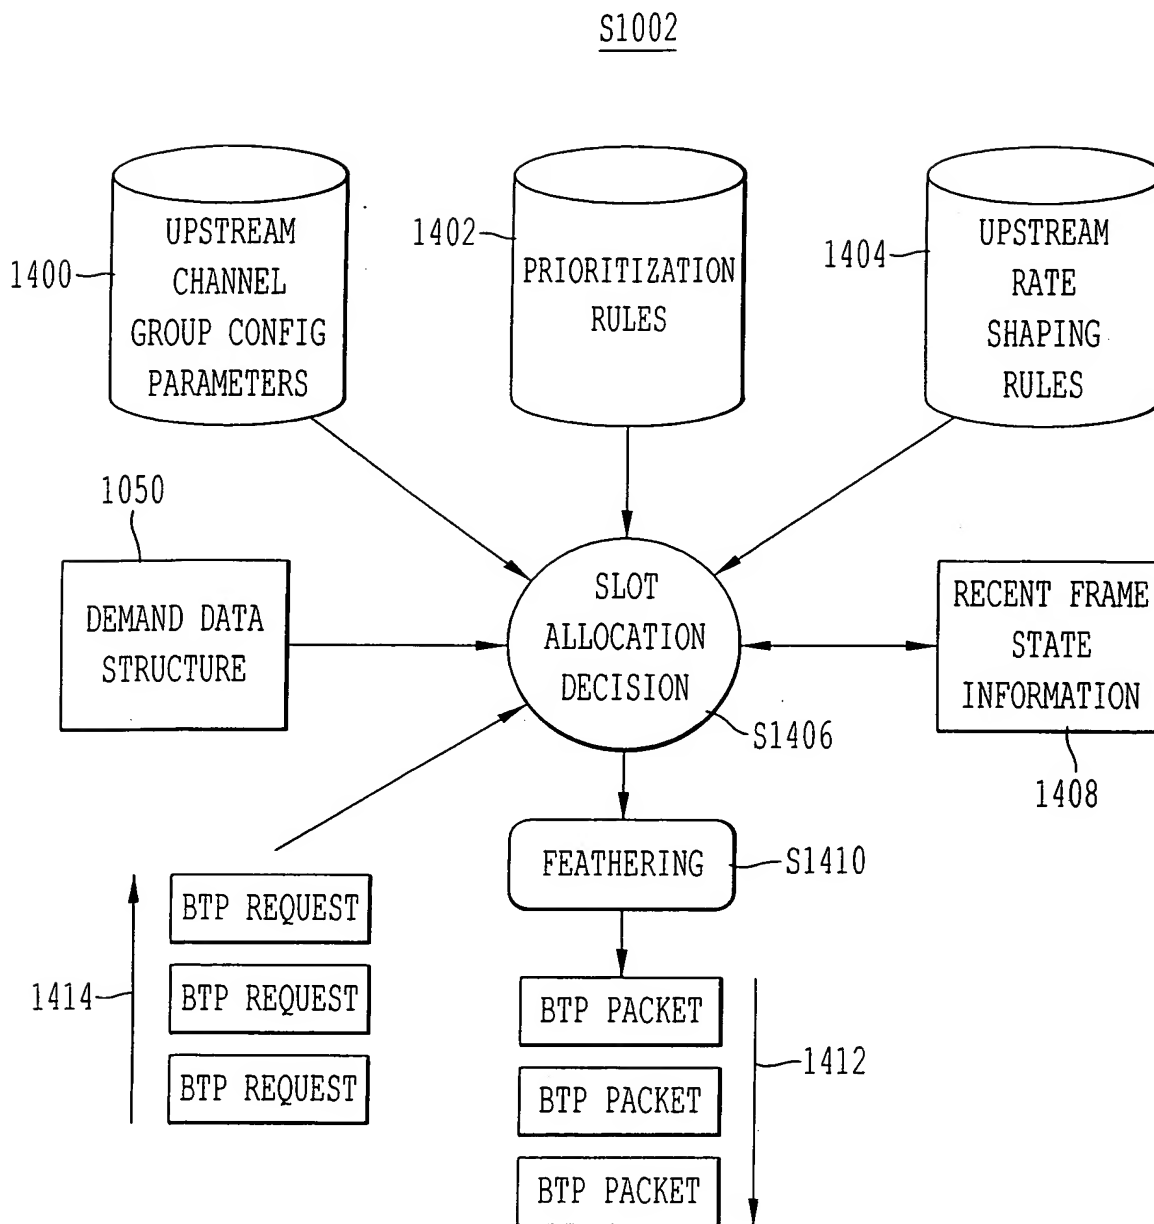 S1002
UPSTREAM
CHANNEL
GROUP CONFIG
PARAMETERS
1400
PRIORITIZATION
RULES
1402
UPSTREAM
RATE
SHAPING
RULES
1404
1050
DEMAND DATA
STRUCTURE
SLOT
ALLOCATION
DECISION
S1406
RECENT FRAME
STATE
INFORMATION
1408
FEATHERING
S1410
BTP REQUEST
BTP REQUEST
BTP REQUEST
1414
BTP PACKET
BTP PACKET
BTP PACKET
1412